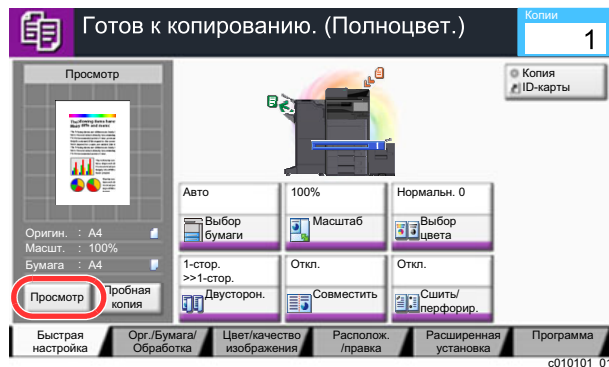 Готов к копированию. (Полноцвет.)
Копии
1
Просмотр
Копия
ID-карты
Оригин. : A4
Масшт. : 100%
Бумага : A4
Просмотр
Пробная
копия
Авто
Выбор
бумаги
100%
Масштаб
Нормальн. 0
Выбор
цвета
1-стор.
>>1-стор.
Двусторон.
Откл.
Совместить
Откл.
Сшить/
перфорир.
Быстрая
настройка
Орг./Бумага/
Обработка
Цвет/качество
изображения
Располож.
/правка
Расширенная
установка
Программа
c010101_01